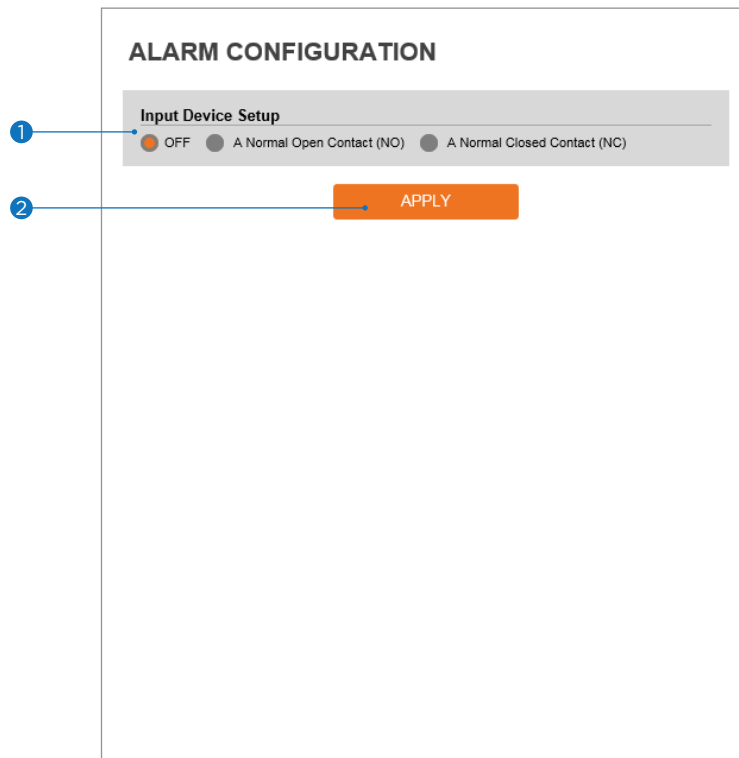 ALARM CONFIGURATION
Input Device Setup
1
OFF A Normal Open Contact (NO) A Normal Closed Contact (NC)
2
APPLY